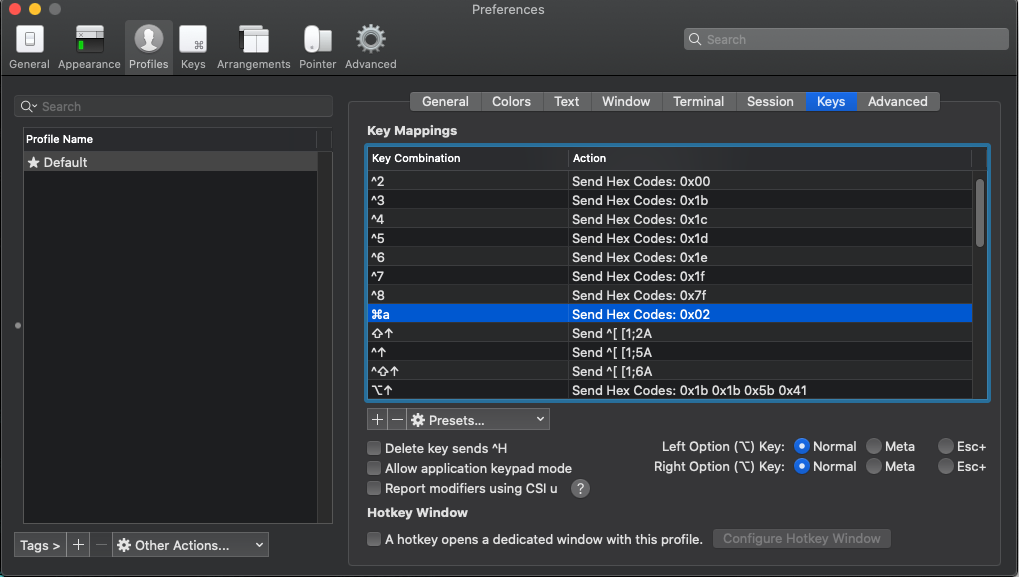 Preferences
General Appearance Profiles Keys Arrangements Pointer Advanced
Search
Search
Profile Name
★ Default
Tags > + − Other Actions...
General Colors Text Window Terminal Session Keys Advanced
Key Mappings
Key Combination Action
^2 Send Hex Codes: 0x00
^3 Send Hex Codes: 0x1b
^4 Send Hex Codes: 0x1c
^5 Send Hex Codes: 0x1d
^6 Send Hex Codes: 0x1e
^7 Send Hex Codes: 0x1f
^8 Send Hex Codes: 0x7f
⌘a Send Hex Codes: 0x02
⇧↑ Send ^[ [1;2A
^↑ Send ^[ [1;5A
^⇧↑ Send ^[ [1;6A
⌥↑ Send Hex Codes: 0x1b 0x1b 0x5b 0x41
+ − Presets...
Delete key sends ^H
Allow application keypad mode
Report modifiers using CSI u ?
Left Option (⌥) Key: Normal Meta Esc+
Right Option (⌥) Key: Normal Meta Esc+
Hotkey Window
A hotkey opens a dedicated window with this profile. Configure Hotkey Window